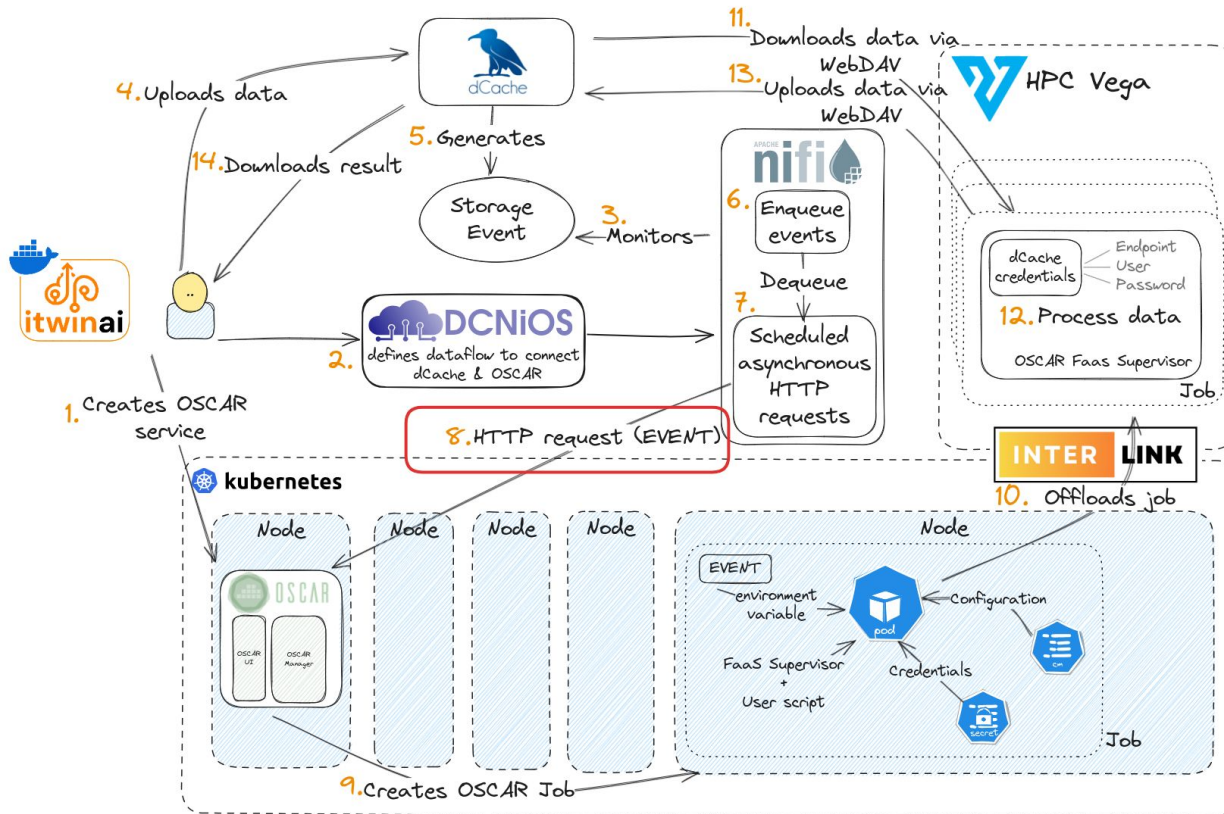 11.
Downloads data via
WebDAV
13.
Uploads data via
WebDAV
HPC Vega
dCache
4. Uploads data
5. Generates
14. Downloads result
APACHE
nifi
6.
Enqueue
events
Storage
Event
3.
Monitors
Dequeue
7.
Scheduled
asynchronous
HTTP
requests
dCache
credentials
Endpoint
User
Password
12. Process data
OSCAR FaaS Supervisor
Job
itwinai
DCNiOS
2.
defines dataflow to connect
dCache & OSCAR
1. Creates OSCAR
service
8. HTTP request (EVENT)
INTER LINK
10. Offloads job
kubernetes
Node
Node
Node
Node
Node
OSCAR
OSCAR
UI
OSCAR
Manager
EVENT
environment
variable
pod
Configuration
cm
FaaS Supervisor
+
User script
Credentials
secret
Job
9. Creates OSCAR Job